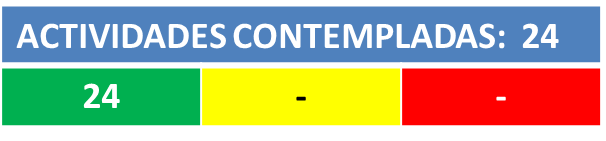 ACTIVIDADES CONTEMPLADAS: 24
24 - -